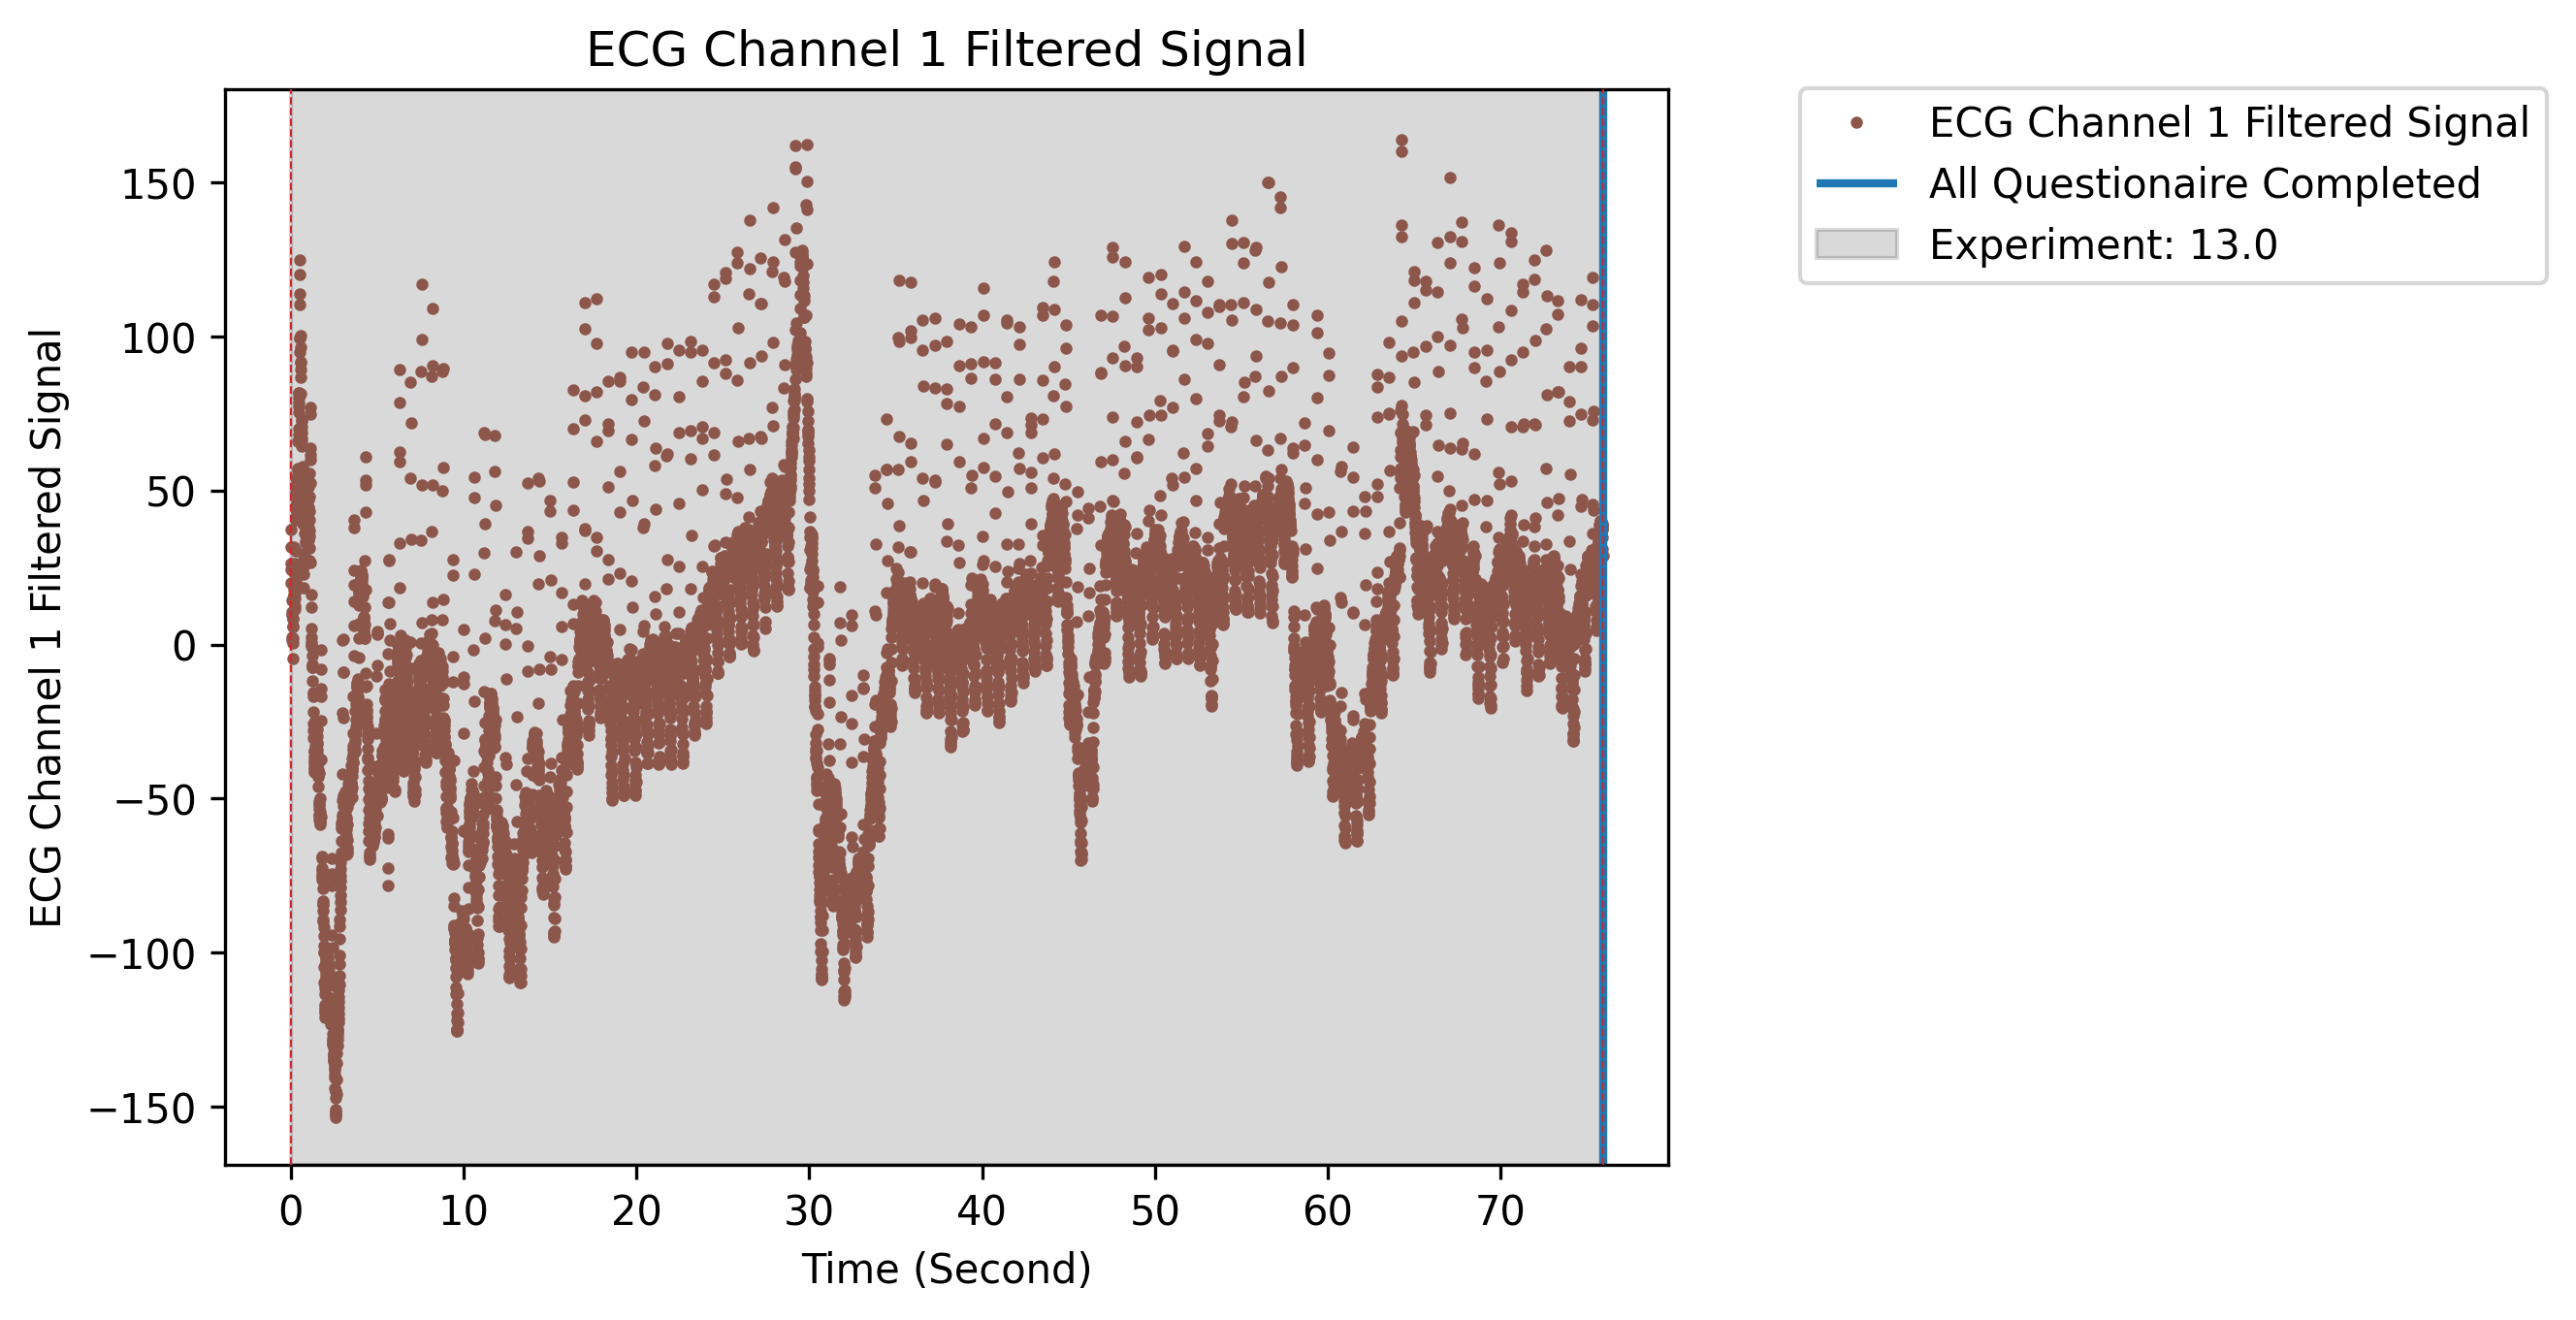 ECG Channel 1 Filtered Signal
ECG Channel 1 Filtered Signal
150
100
50
0
−50
−100
−150
0 10 20 30 40 50 60 70
Time (Second)
ECG Channel 1 Filtered Signal
All Questionaire Completed
Experiment: 13.0